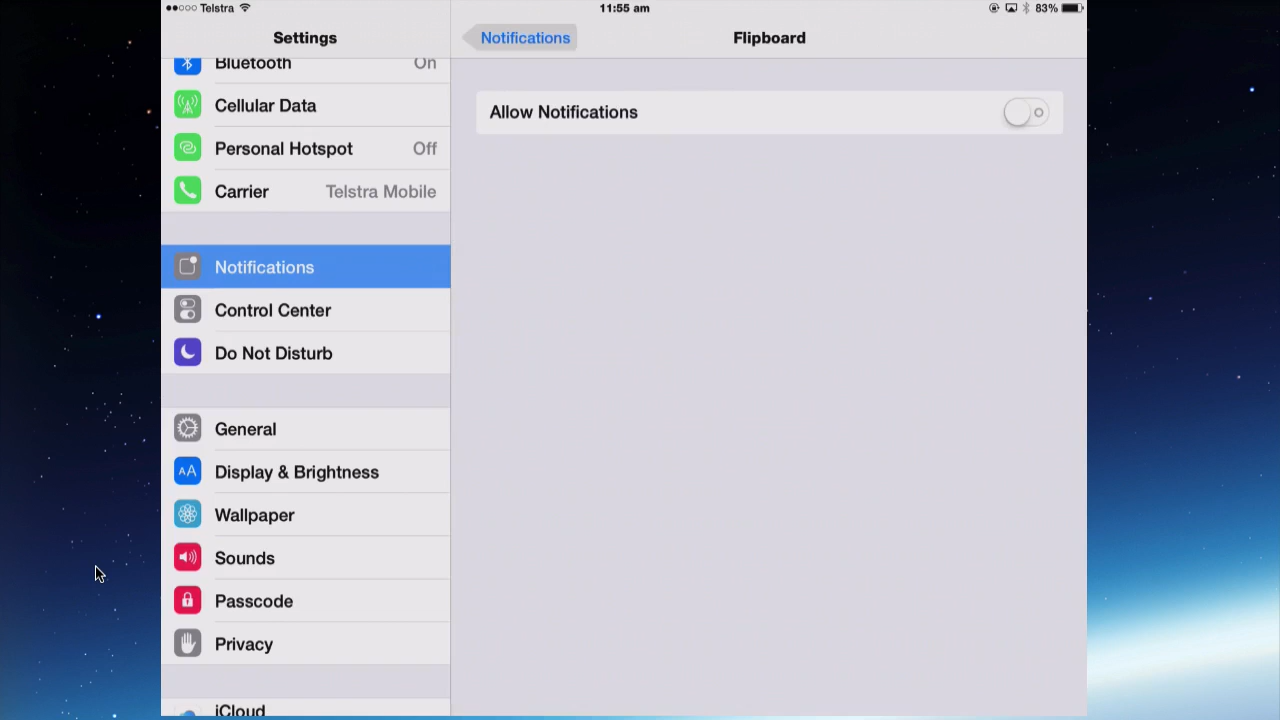 Telstra
11:55 am
83%
Settings
Notifications
Flipboard
Bluetooth On
Cellular Data
Personal Hotspot Off
Carrier Telstra Mobile
Notifications
Control Center
Do Not Disturb
General
AA Display & Brightness
Wallpaper
Sounds
Passcode
Privacy
iCloud
Allow Notifications